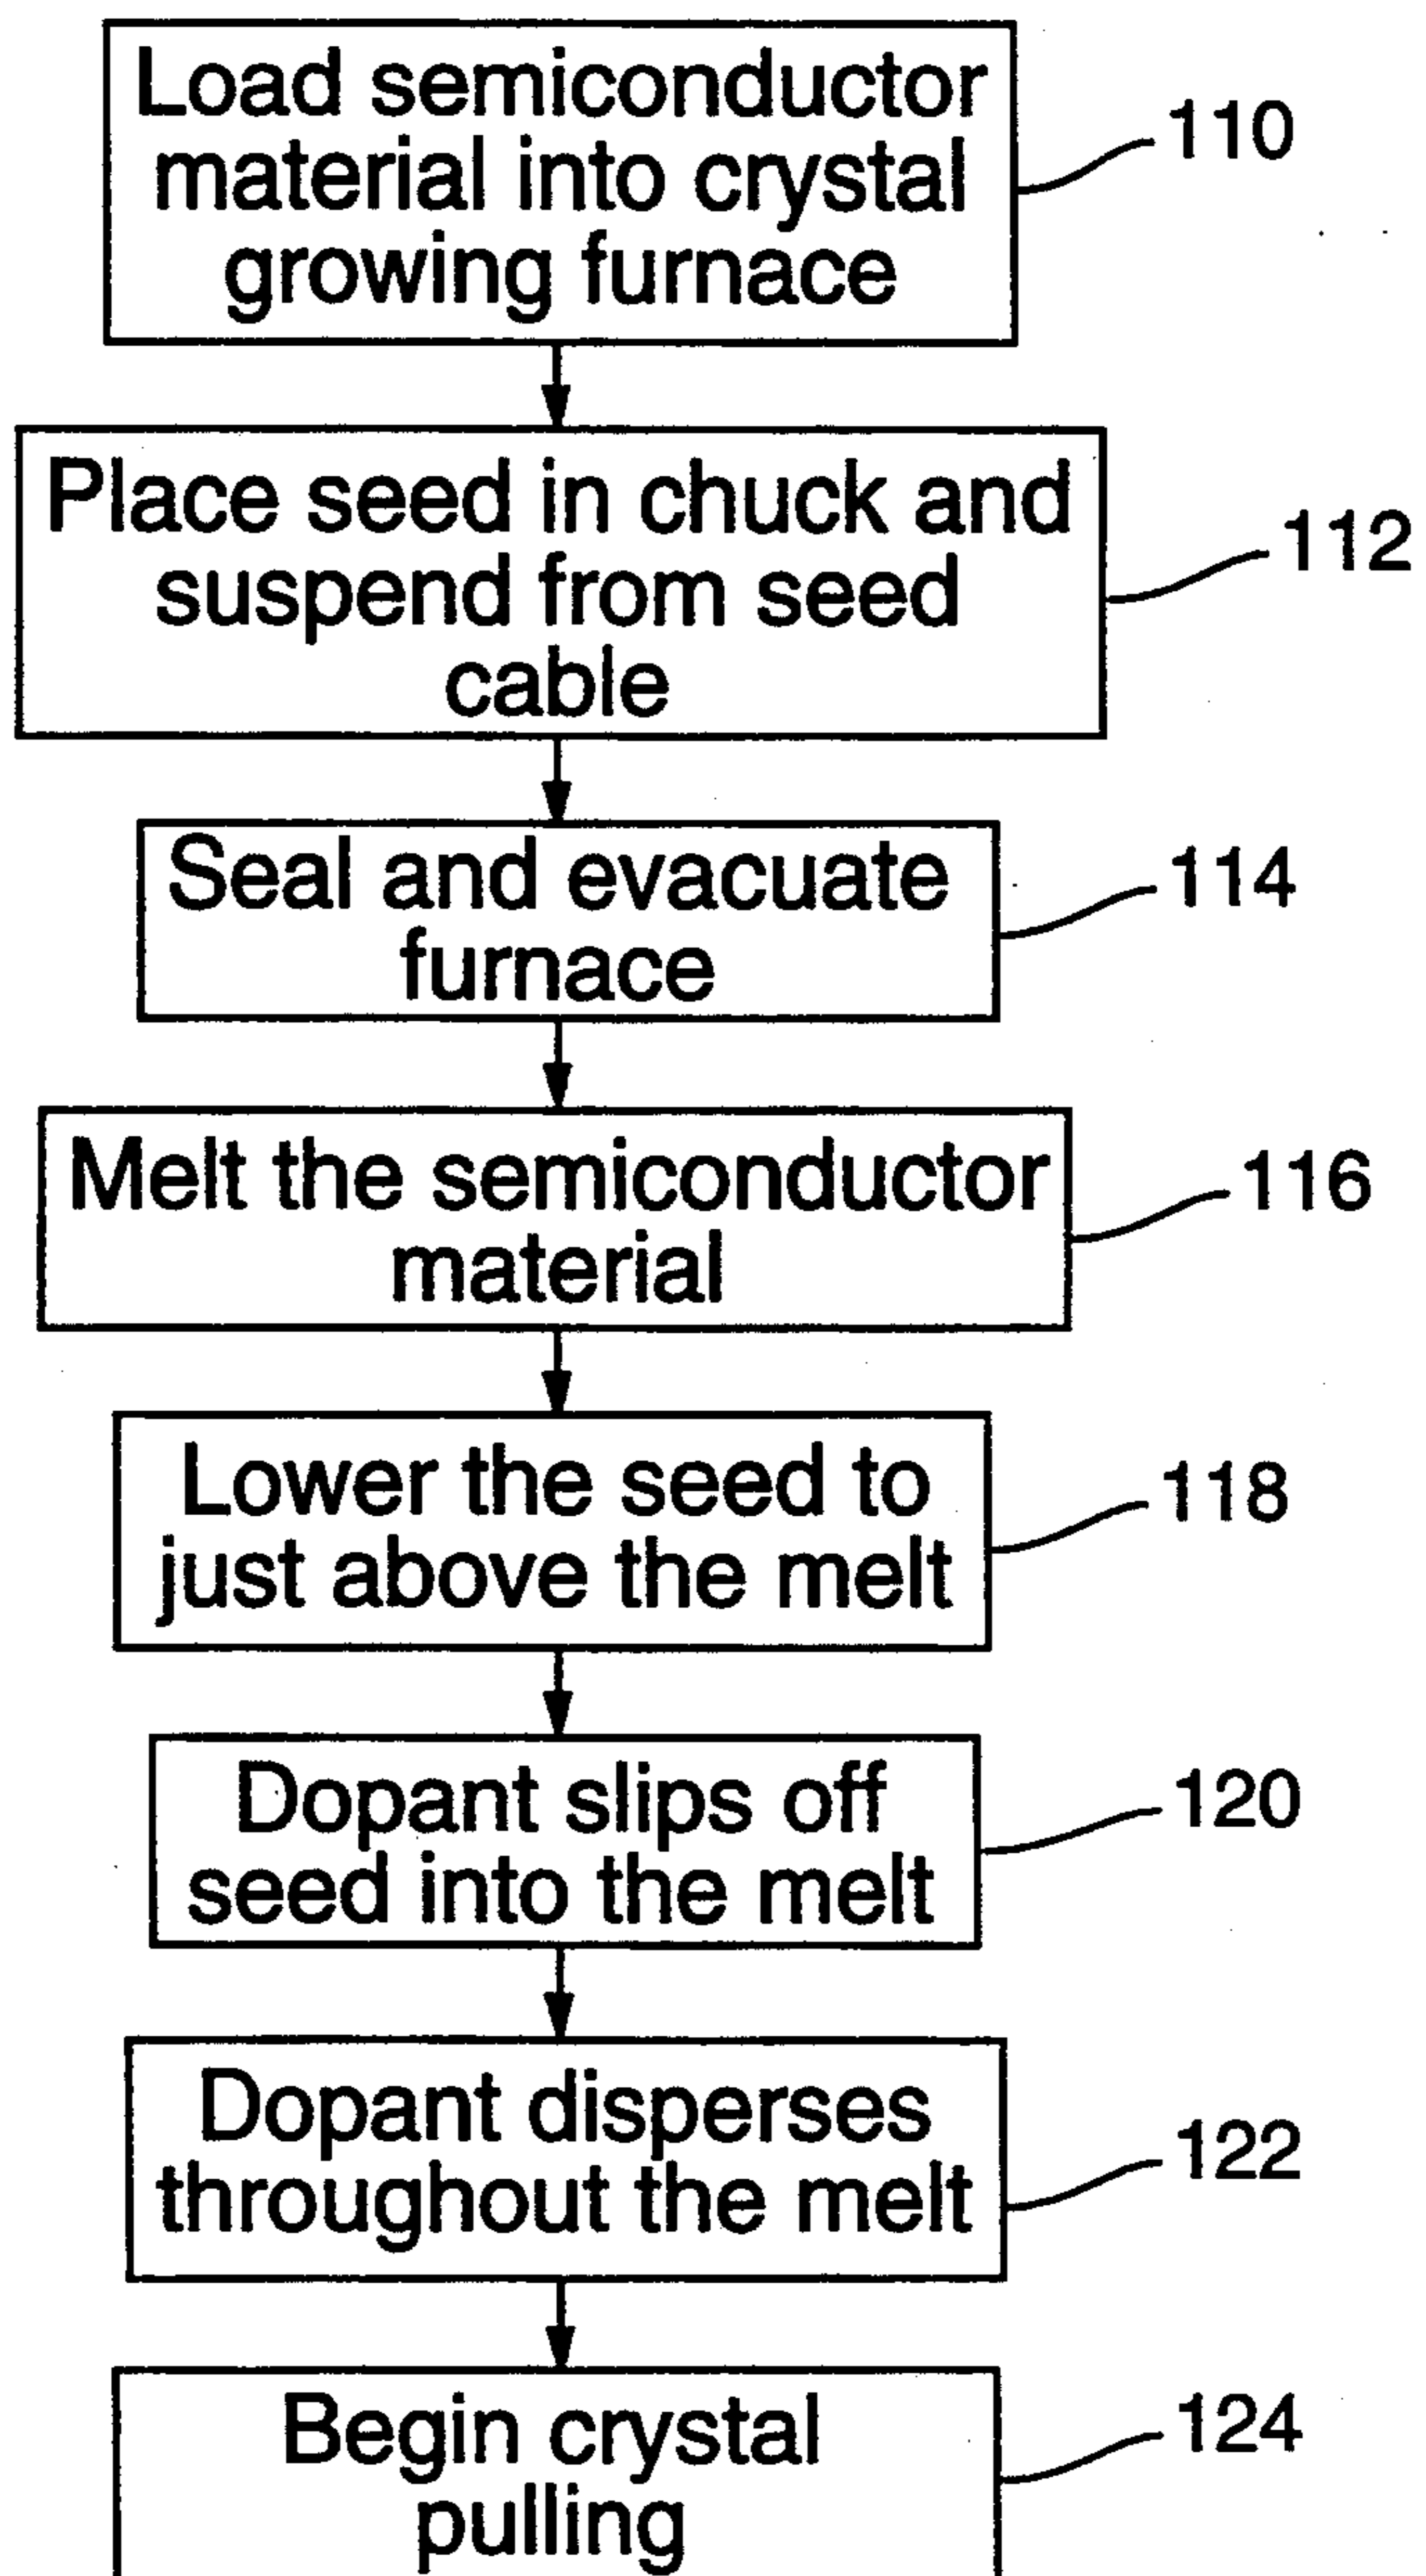 Load semiconductor
material into crystal
growing furnace
110
Place seed in chuck and
suspend from seed
cable
112
Seal and evacuate
furnace
114
Melt the semiconductor
material
116
Lower the seed to
just above the melt
118
Dopant slips off
seed into the melt
120
Dopant disperses
throughout the melt
122
Begin crystal
pulling
124